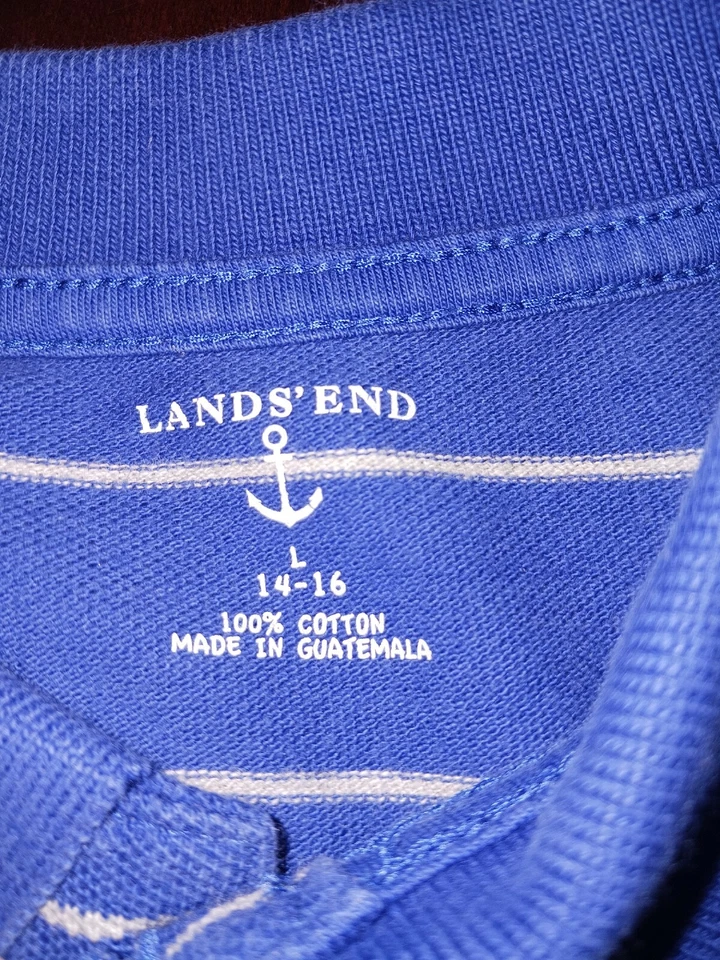 LANDS' END
L
14-16
100% COTTON
MADE IN GUATEMALA